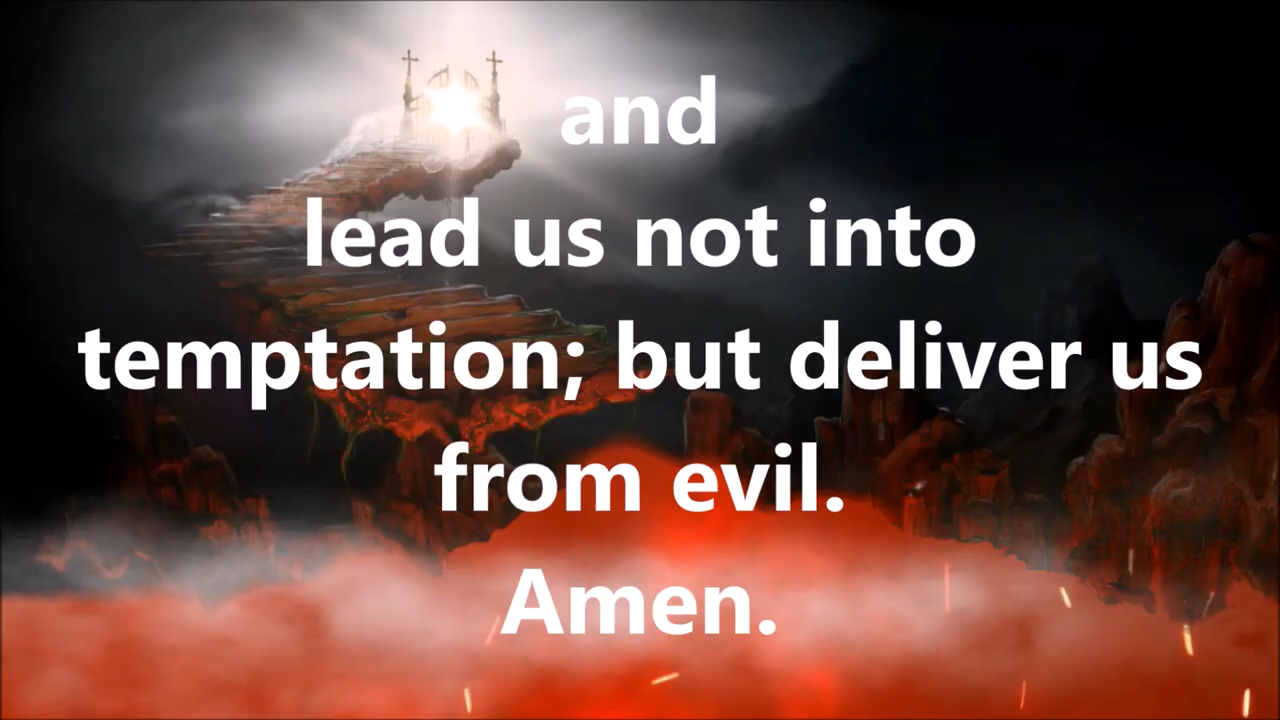 and
lead us not into
temptation; but deliver us
from evil.
Amen.